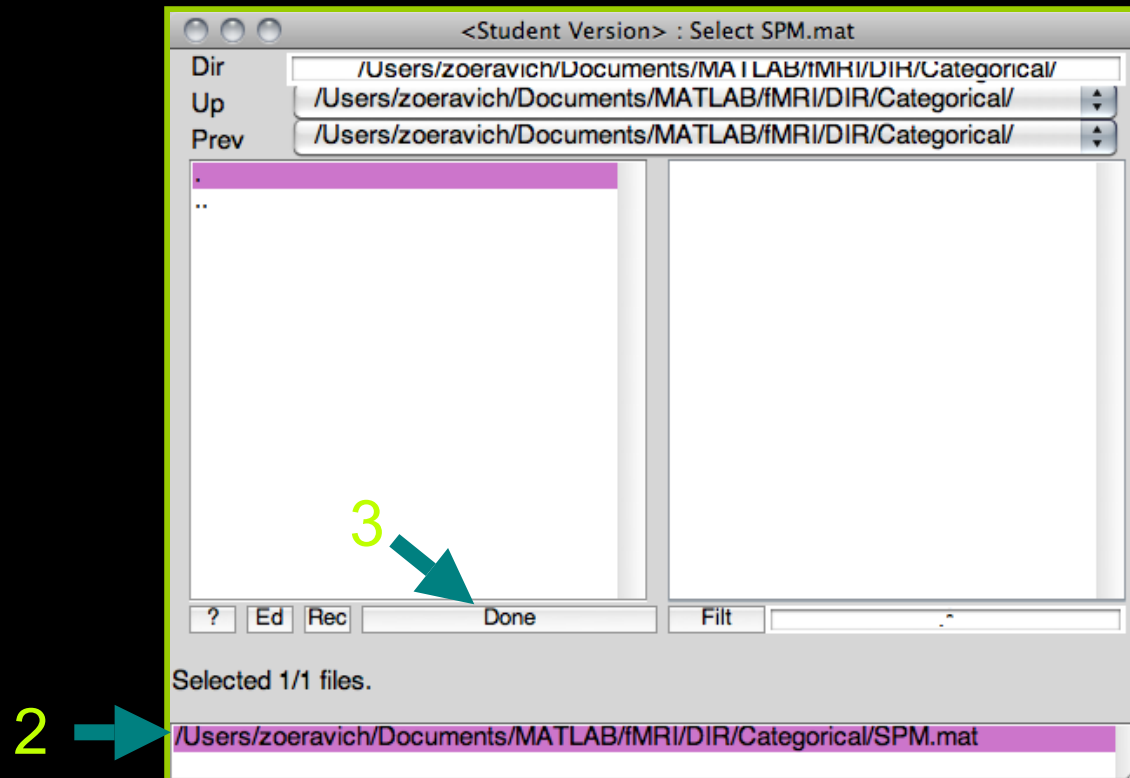 <Student Version> : Select SPM.mat
Dir /Users/zoeravich/Documents/MATLAB/fMRI/DIR/Categorical/
Up /Users/zoeravich/Documents/MATLAB/fMRI/DIR/Categorical/
Prev /Users/zoeravich/Documents/MATLAB/fMRI/DIR/Categorical/
.
..
3
? Ed Rec Done Filt .*
Selected 1/1 files.
2 /Users/zoeravich/Documents/MATLAB/fMRI/DIR/Categorical/SPM.mat